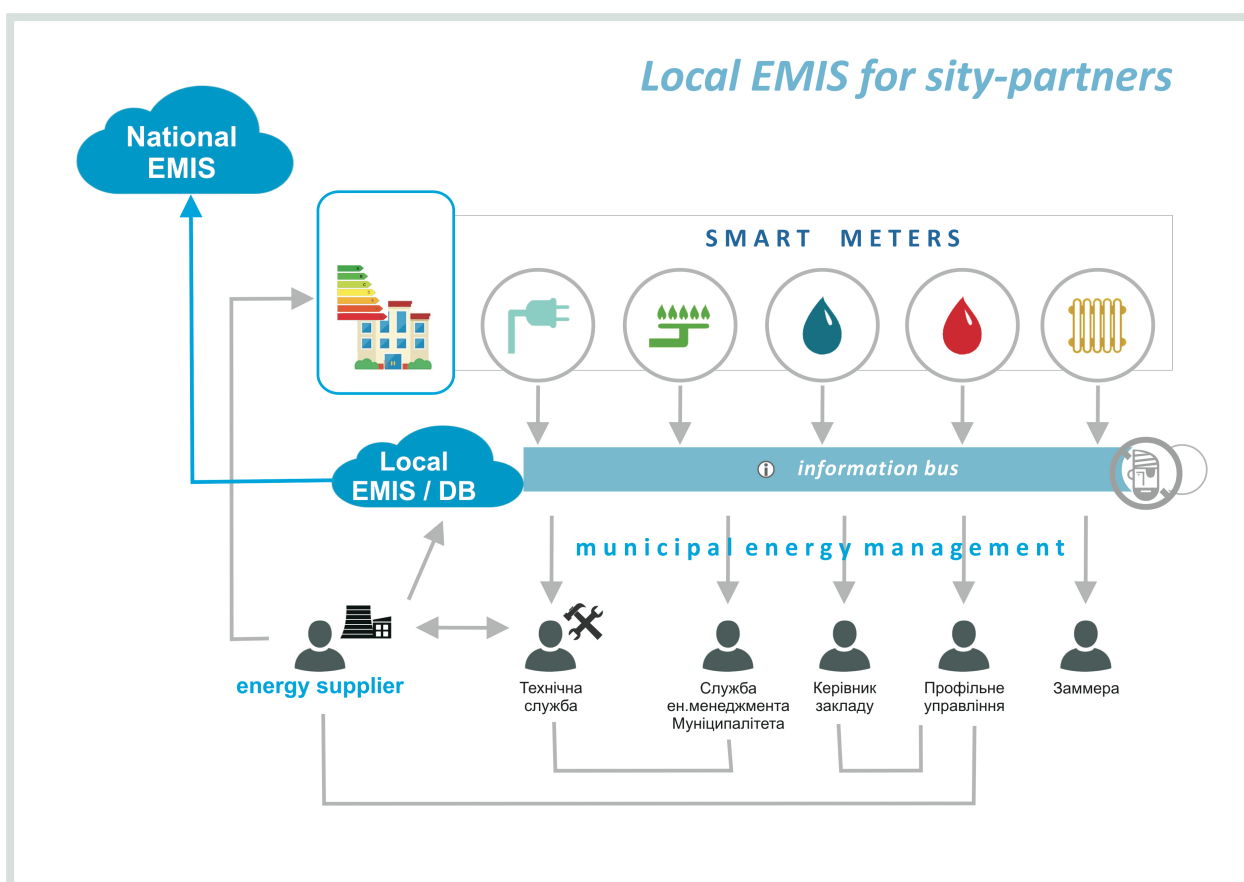 Local EMIS for sity-partners
National
EMIS
SMART METERS
Local
EMIS / DB
information bus
municipal energy management
energy supplier
Технічна
служба
Служба
ен.менеджмента
Муніципалітета
Керівник
закладу
Профільне
управління
Заммера